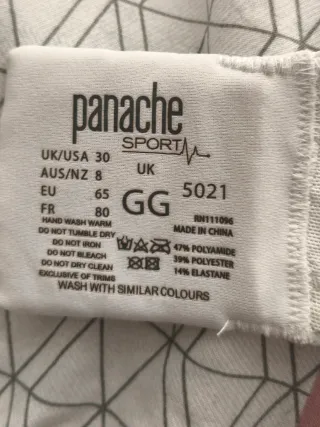 panache
SPORT
UK/USA 30
AUS/NZ 8
EU 65
FR 80
UK
GG
5021
RN111096
MADE IN CHINA
HAND WASH WARM
DO NOT TUMBLE DRY
DO NOT IRON
DO NOT BLEACH
DO NOT DRY CLEAN
EXCLUSIVE OF TRIMS
47% POLYAMIDE
39% POLYESTER
14% ELASTANE
WASH WITH SIMILAR COLOURS